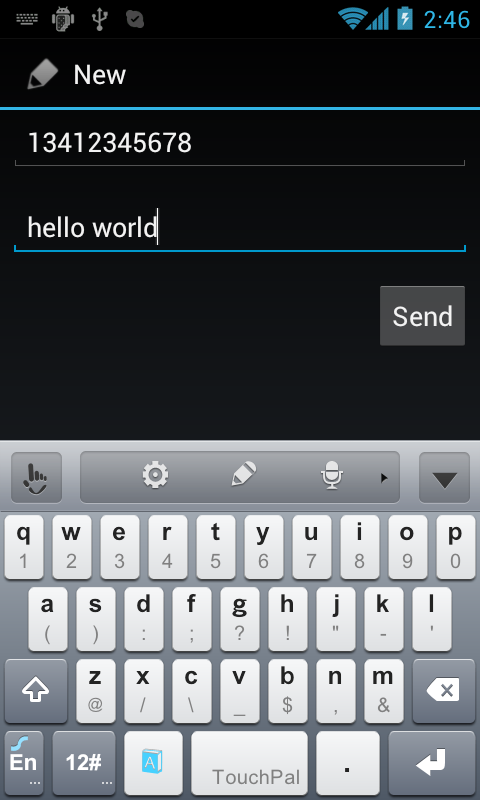 2:46
New
13412345678
hello world
Send
q w e r t y u i o p
1 2 3 4 5 6 7 8 9 0
a s d f g h j k l
( ) : ; ? ! " - '
z x c v b n m
@ / \ _ $ , &
En ... 12# ... A TouchPal .